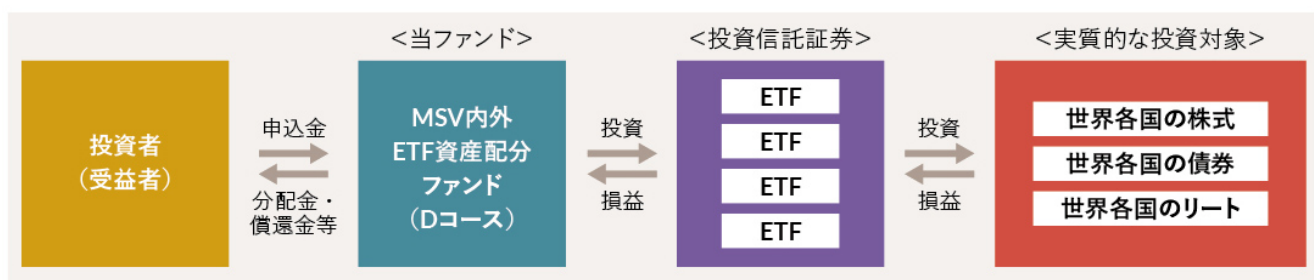 <当ファンド>
<投資信託証券>
<実質的な投資対象>
投資者
（受益者）
申込金
分配金・
償還金等
MSV内外
ETF資産配分
ファンド
（Dコース）
投資
損益
ETF
ETF
ETF
ETF
投資
損益
世界各国の株式
世界各国の債券
世界各国のリート